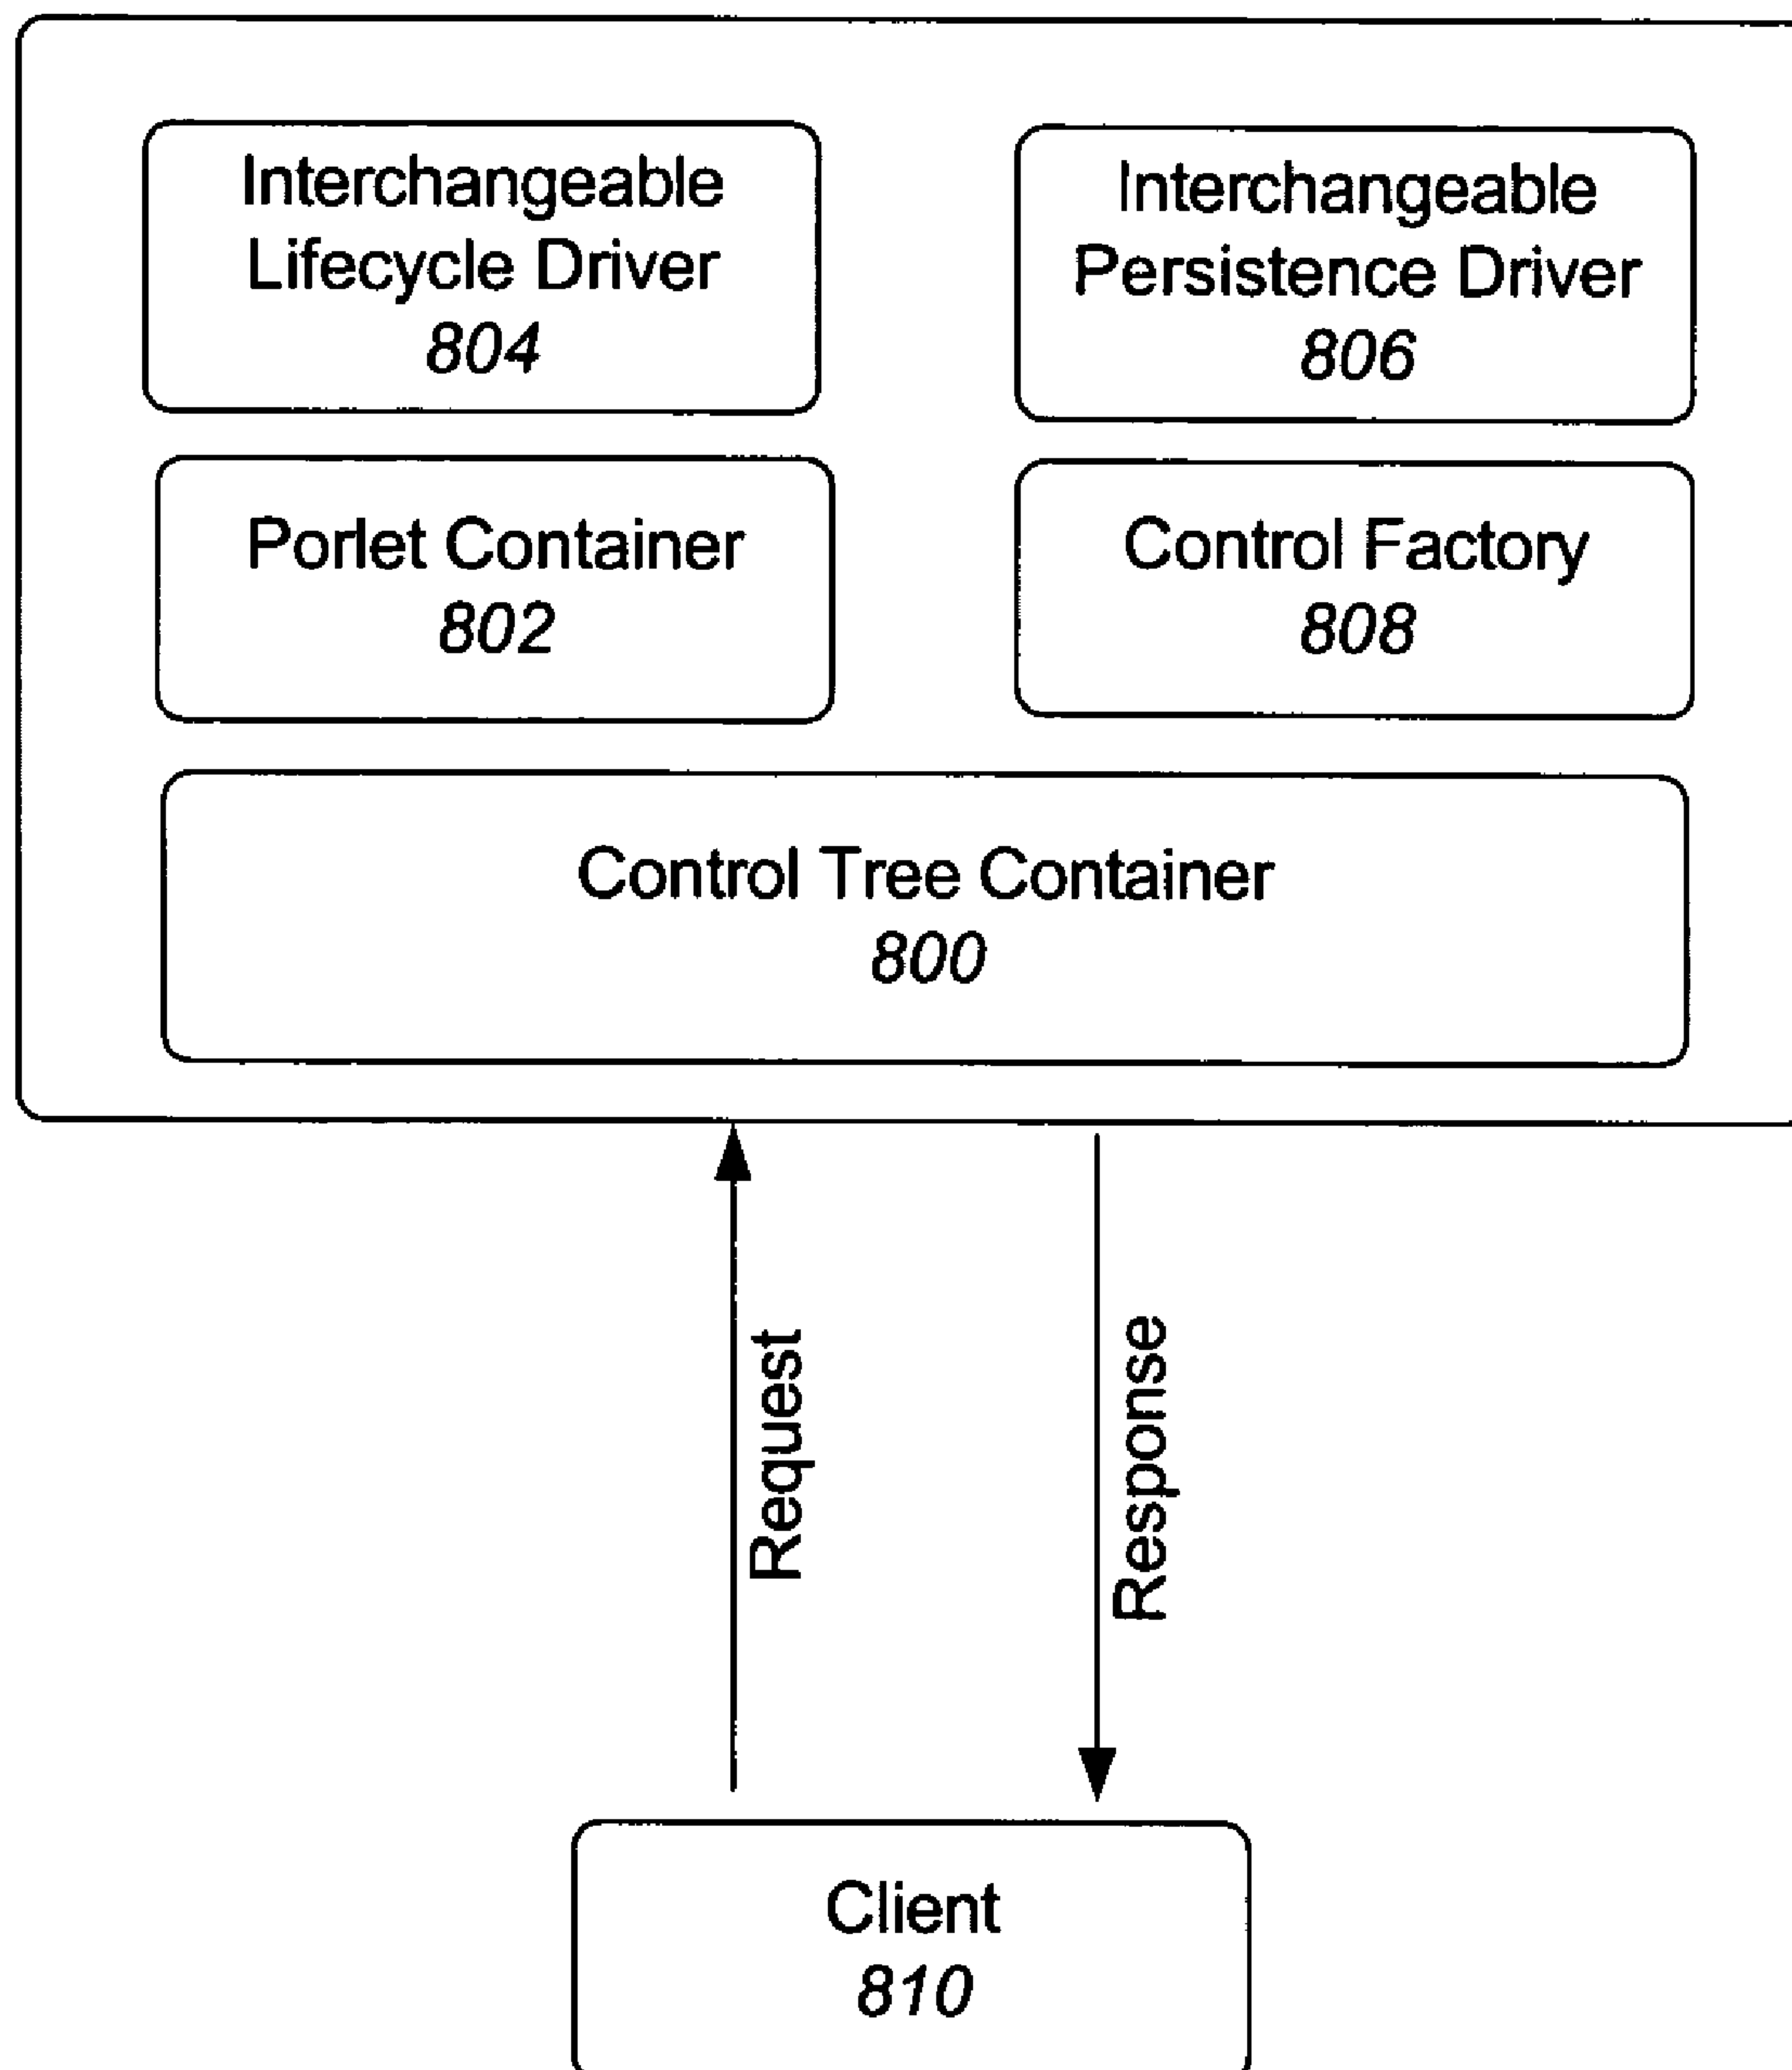 Interchangeable
Lifecycle Driver
804
Interchangeable
Persistence Driver
806
Porlet Container
802
Control Factory
808
Control Tree Container
800
Request
Response
Client
810